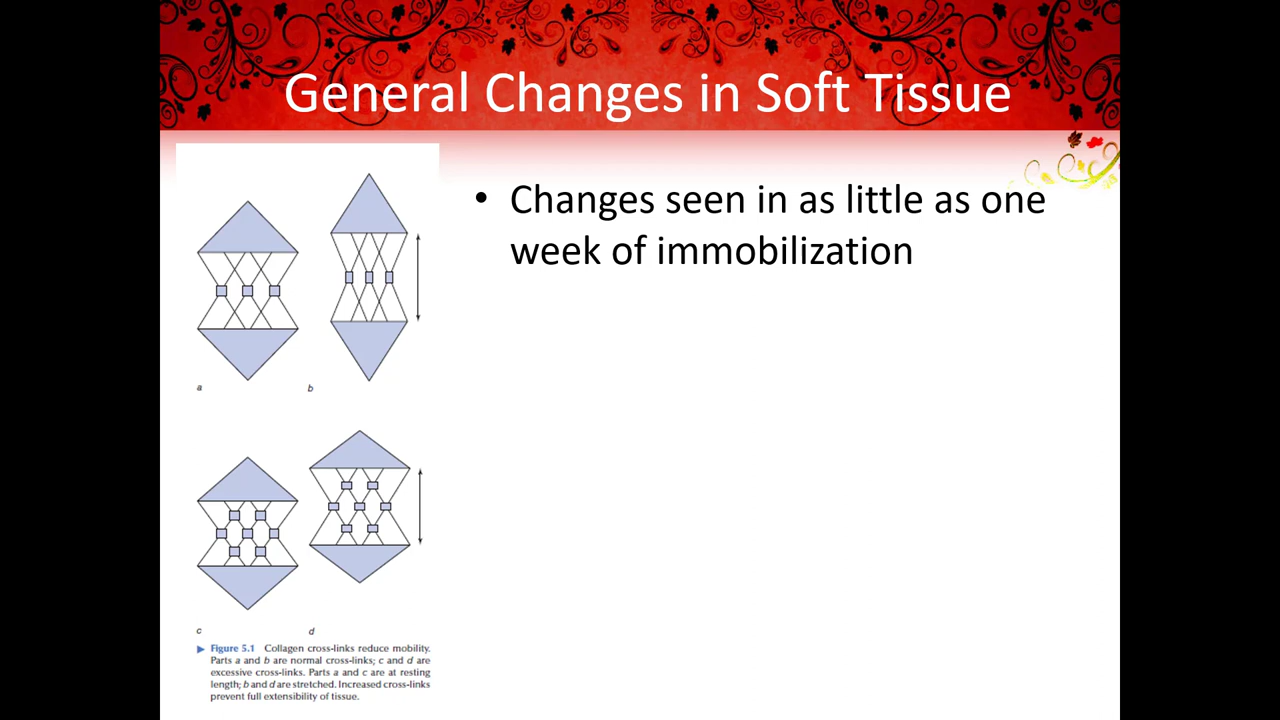 General Changes in Soft Tissue
• Changes seen in as little as one
week of immobilization
a
b
c
d
▶ Figure 5.1 Collagen cross-links reduce mobility.
Parts a and b are normal cross-links; c and d are
excessive cross-links. Parts a and c are at resting
length; b and d are stretched. Increased cross-links
prevent full extensibility of tissue.